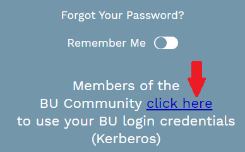 Forgot Your Password?
Remember Me
Members of the
BU Community click here
to use your BU login credentials
(Kerberos)